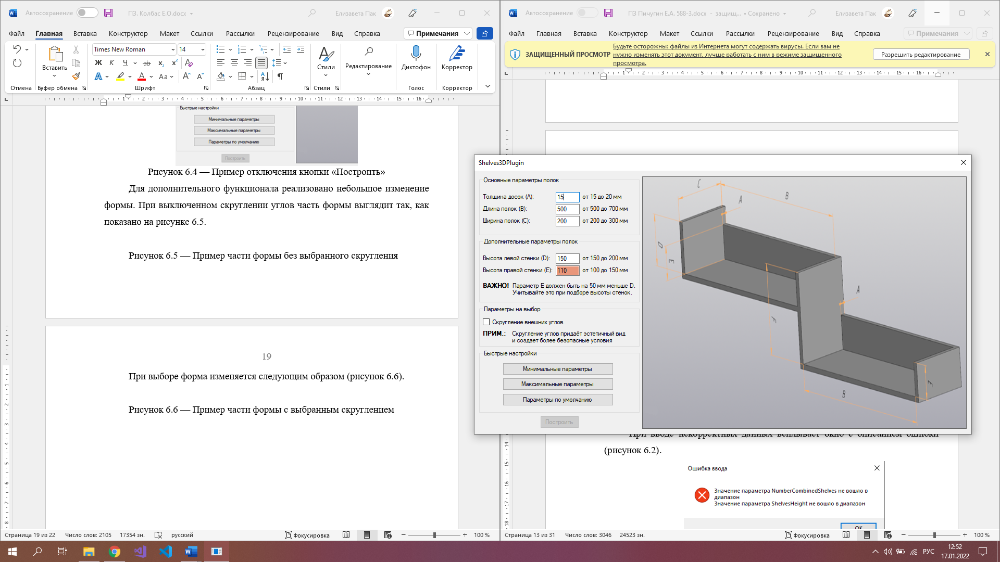 Автосохранение
ПЗ. Колбас Е.О.docx
Елизавета Пак
Файл Главная Вставка Конструктор Макет Ссылки Рассылки Рецензирование Вид Справка Примечания
Times New Roman 14
Вставить
Ж К Ч ab x₂ x²
Стили Редактирование Диктофон Корректор
Отмена Буфер обмена Шрифт Абзац Стили Голос Корректор
Быстрые настройки
Минимальные параметры
Максимальные параметры
Параметры по умолчанию
Построить
Рисунок 6.4 — Пример отключения кнопки «Построить»
Для дополнительного функционала реализовано небольшое изменение
формы. При выключенном скруглении углов часть формы выглядит так, как
показано на рисунке 6.5.
Рисунок 6.5 — Пример части формы без выбранного скругления
19
При выборе форма изменяется следующим образом (рисунок 6.6).
Рисунок 6.6 — Пример части формы с выбранным скруглением
Страница 19 из 22 Число слов: 2105 17354 зн. русский Фокусировка 100 %
Автосохранение
ПЗ Пичугин Е.А. 588-3.docx - защищ... • Сохранено
Елизавета Пак
Файл Главная Вставка Конструктор Макет Ссылки Рассылки Рецензирование Вид Справка Примечания
ЗАЩИЩЕННЫЙ ПРОСМОТР
Будьте осторожны: файлы из Интернета могут содержать вирусы. Если вам не
нужно изменять этот документ, лучше работать с ним в режиме защищенного
просмотра.
Разрешить редактирование
Shelves3DPlugin
Основные параметры полок
Толщина досок (A): 15 от 15 до 20 мм
Длина полок (B): 500 от 500 до 700 мм
Ширина полок (C): 200 от 200 до 300 мм
Дополнительные параметры полок
Высота левой стенки (D): 150 от 150 до 200 мм
Высота правой стенки (E): 110 от 100 до 150 мм
ВАЖНО! Параметр E должен быть на 50 мм меньше D.
Учитывайте это при подборе высоты стенок.
Параметры на выбор
Скругление внешних углов
ПРИМ.: Скругление углов придаёт эстетичный вид
и создает более безопасные условия
Быстрые настройки
Минимальные параметры
Максимальные параметры
Параметры по умолчанию
Построить
C
A
B
D
E
A
F
B
При вводе некорректных данных всплывает окно с описанием ошибки
(рисунок 6.2).
Ошибка ввода
Значение параметра NumberCombinedShelves не вошло в
диапазон
Значение параметра ShelvesHeight не вошло в диапазон
OK
Страница 13 из 31 Число слов: 3046 24523 зн. Фокусировка 100 %
РУС
12:52
17.01.2022